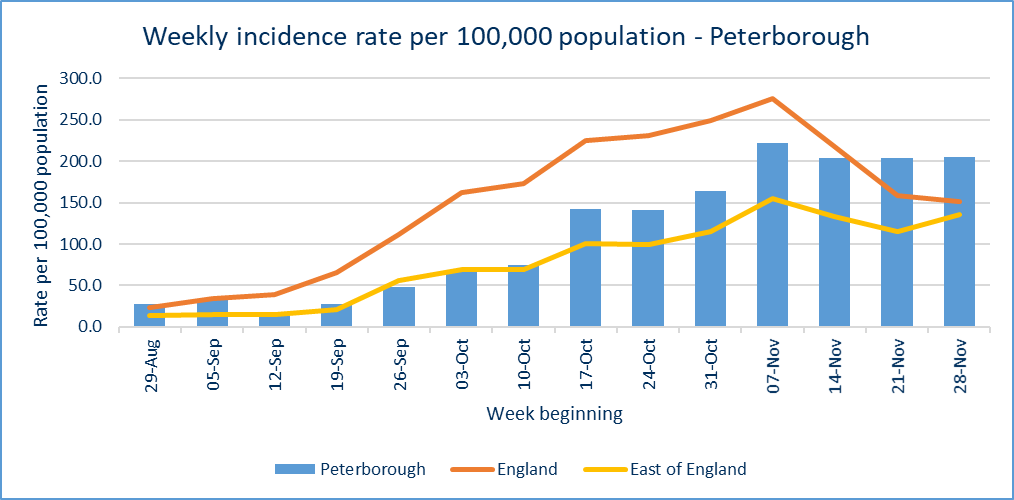 Weekly incidence rate per 100,000 population - Peterborough
Rate per 100,000 population
300.0
250.0
200.0
150.0
100.0
50.0
0.0
29-Aug
05-Sep
12-Sep
19-Sep
26-Sep
03-Oct
10-Oct
17-Oct
24-Oct
31-Oct
07-Nov
14-Nov
21-Nov
28-Nov
Week beginning
Peterborough
England
East of England